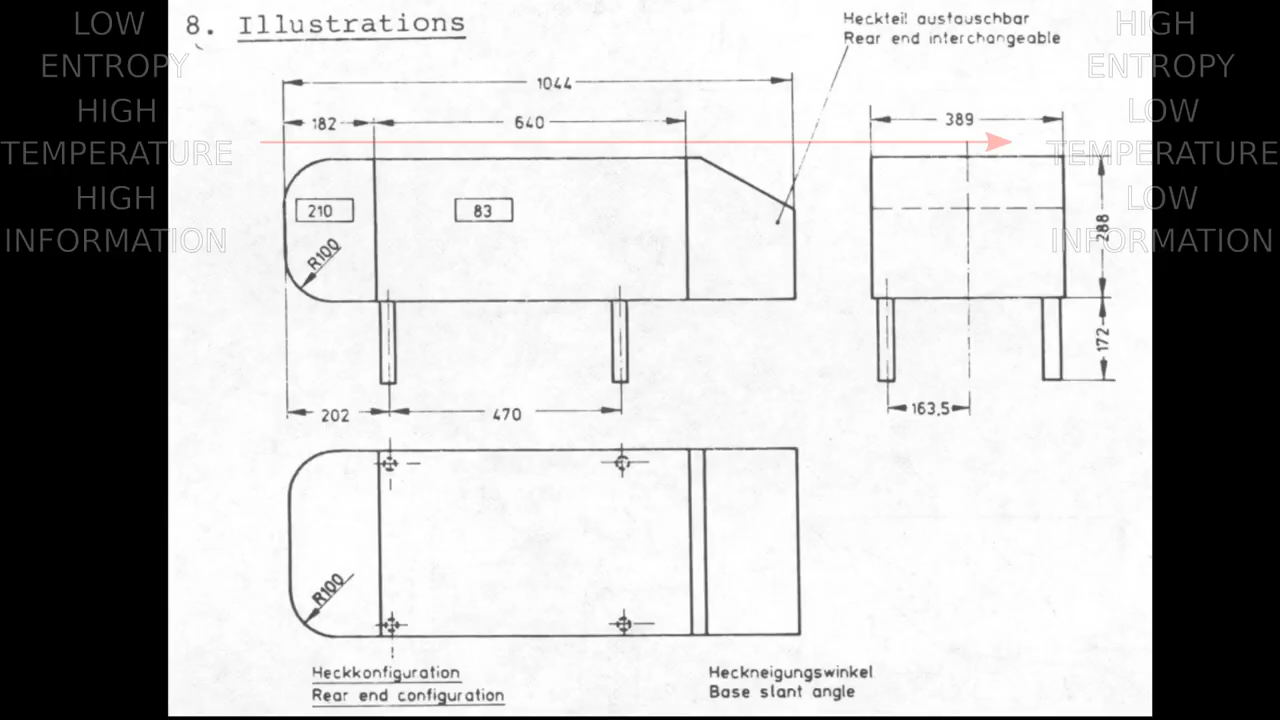 LOW
ENTROPY
HIGH
TEMPERATURE
HIGH
INFORMATION
8. Illustrations
Heckteil austauschbar
Rear end interchangeable
HIGH
ENTROPY
LOW
TEMPERATURE
LOW
INFORMATION
1044
182
640
389
210
83
R100
288
172
202
470
163,5
R100
Heckkonfiguration
Rear end configuration
Heckneigungswinkel
Base slant angle